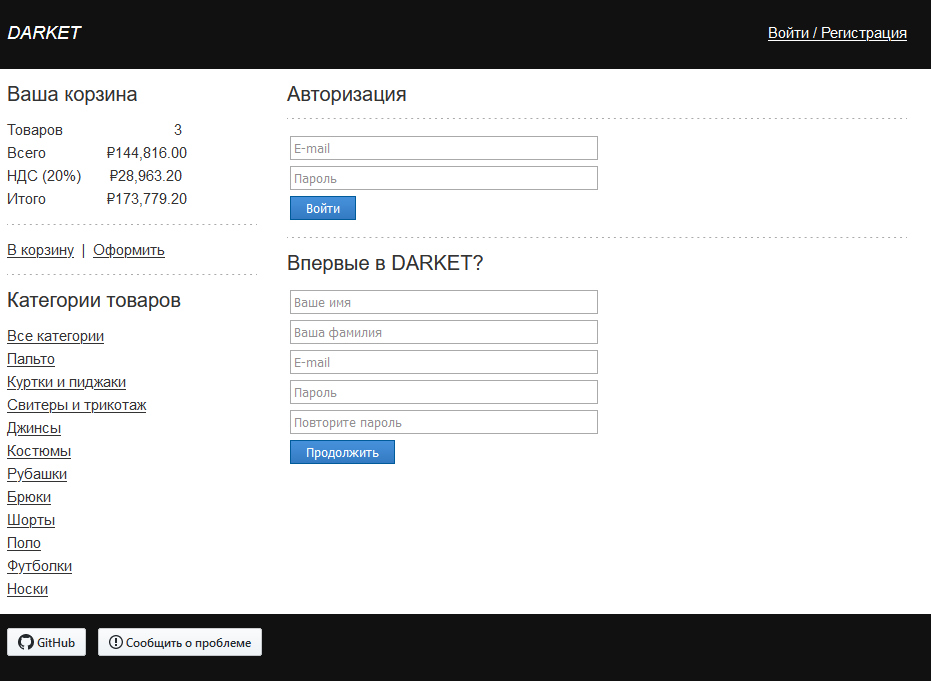 DARKET
Войти / Регистрация
Ваша корзина
Товаров 3
Всего ₽144,816.00
НДС (20%) ₽28,963.20
Итого ₽173,779.20
В корзину | Оформить
Категории товаров
Все категории
Пальто
Куртки и пиджаки
Свитеры и трикотаж
Джинсы
Костюмы
Рубашки
Брюки
Шорты
Поло
Футболки
Носки
Авторизация
E-mail
Пароль
Войти
Впервые в DARKET?
Ваше имя
Ваша фамилия
E-mail
Пароль
Повторите пароль
Продолжить
GitHub
Сообщить о проблеме